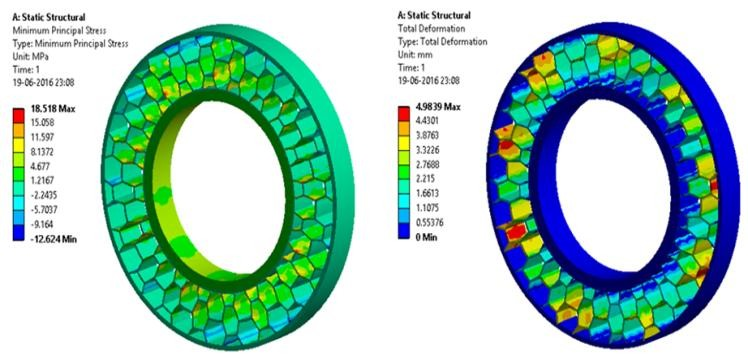 A: Static Structural
Minimum Principal Stress
Type: Minimum Principal Stress
Unit: MPa
Time: 1
19-06-2016 23:08
18.518 Max
15.058
11.597
8.1372
4.677
1.2167
-2.2435
-5.7037
-9.164
-12.624 Min
A: Static Structural
Total Deformation
Type: Total Deformation
Unit: mm
Time: 1
19-06-2016 23:08
4.9839 Max
4.4301
3.8763
3.3226
2.7688
2.215
1.6613
1.1075
0.55376
0 Min